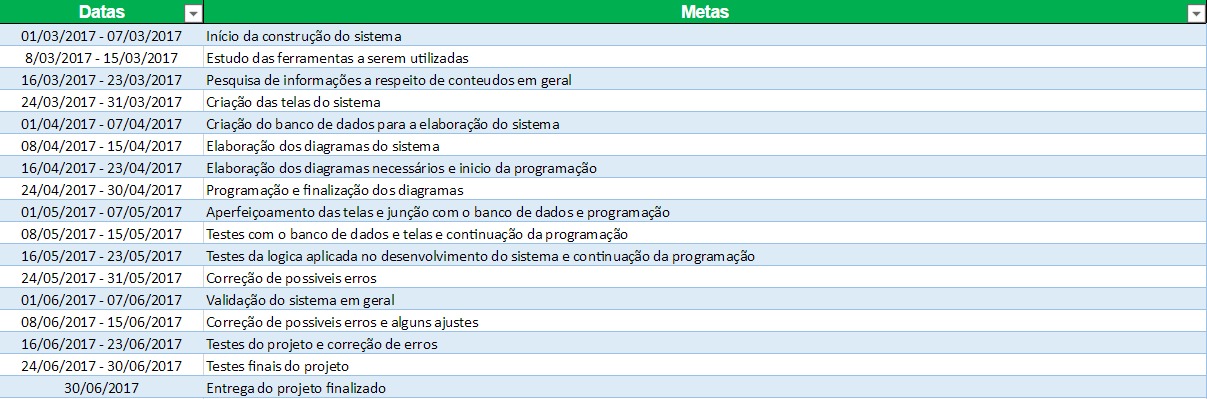 Datas Metas
01/03/2017 - 07/03/2017 Início da construção do sistema
8/03/2017 - 15/03/2017 Estudo das ferramentas a serem utilizadas
16/03/2017 - 23/03/2017 Pesquisa de informações a respeito de conteudos em geral
24/03/2017 - 31/03/2017 Criação das telas do sistema
01/04/2017 - 07/04/2017 Criação do banco de dados para a elaboração do sistema
08/04/2017 - 15/04/2017 Elaboração dos diagramas do sistema
16/04/2017 - 23/04/2017 Elaboração dos diagramas necessários e inicio da programação
24/04/2017 - 30/04/2017 Programação e finalização dos diagramas
01/05/2017 - 07/05/2017 Aperfeiçoamento das telas e junção com o banco de dados e programação
08/05/2017 - 15/05/2017 Testes com o banco de dados e telas e continuação da programação
16/05/2017 - 23/05/2017 Testes da logica aplicada no desenvolvimento do sistema e continuação da programação
24/05/2017 - 31/05/2017 Correção de possiveis erros
01/06/2017 - 07/06/2017 Validação do sistema em geral
08/06/2017 - 15/06/2017 Correção de possiveis erros e alguns ajustes
16/06/2017 - 23/06/2017 Testes do projeto e correção de erros
24/06/2017 - 30/06/2017 Testes finais do projeto
30/06/2017 Entrega do projeto finalizado